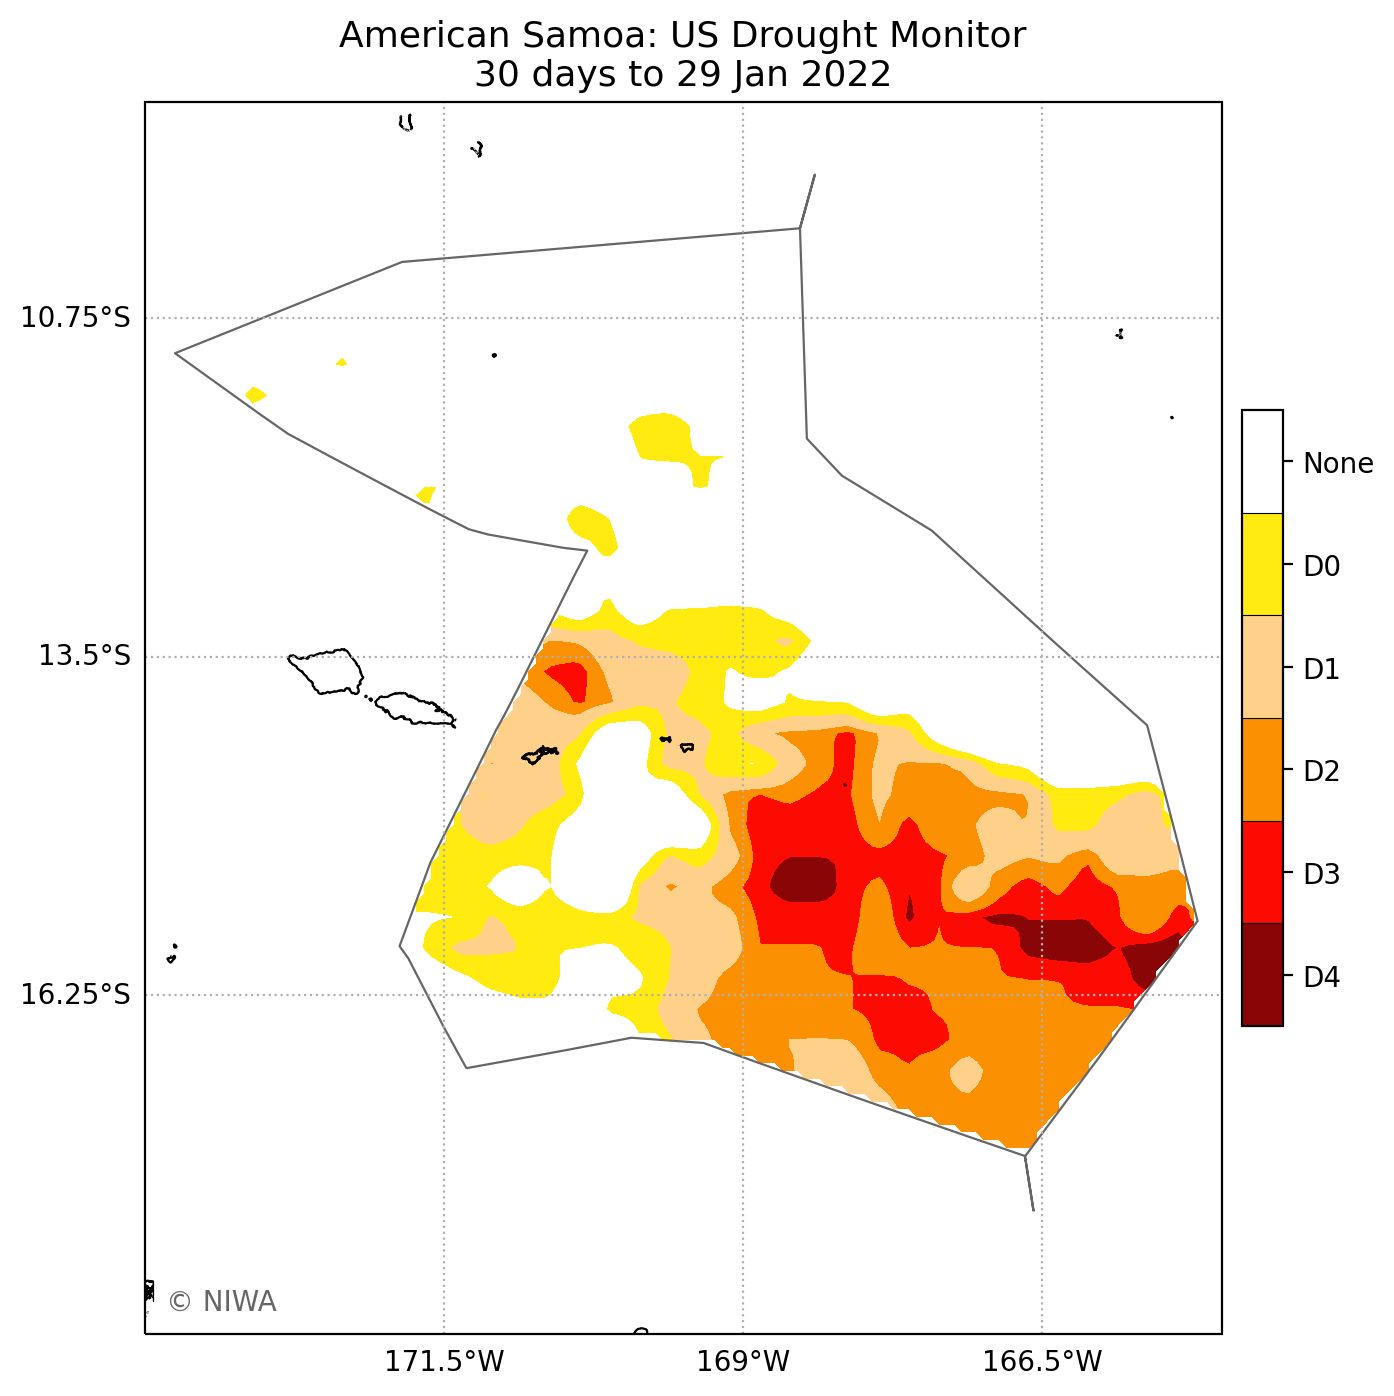 American Samoa: US Drought Monitor
30 days to 29 Jan 2022
10.75°S
13.5°S
16.25°S
171.5°W
169°W
166.5°W
None
D0
D1
D2
D3
D4
© NIWA